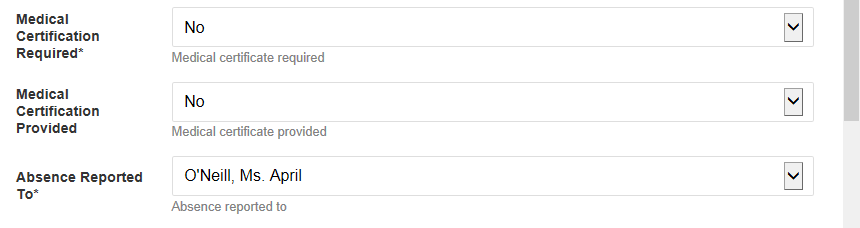 Medical
Certification
Required*
No
Medical certificate required
Medical
Certification
Provided
No
Medical certificate provided
Absence Reported
To*
O'Neill, Ms. April
Absence reported to